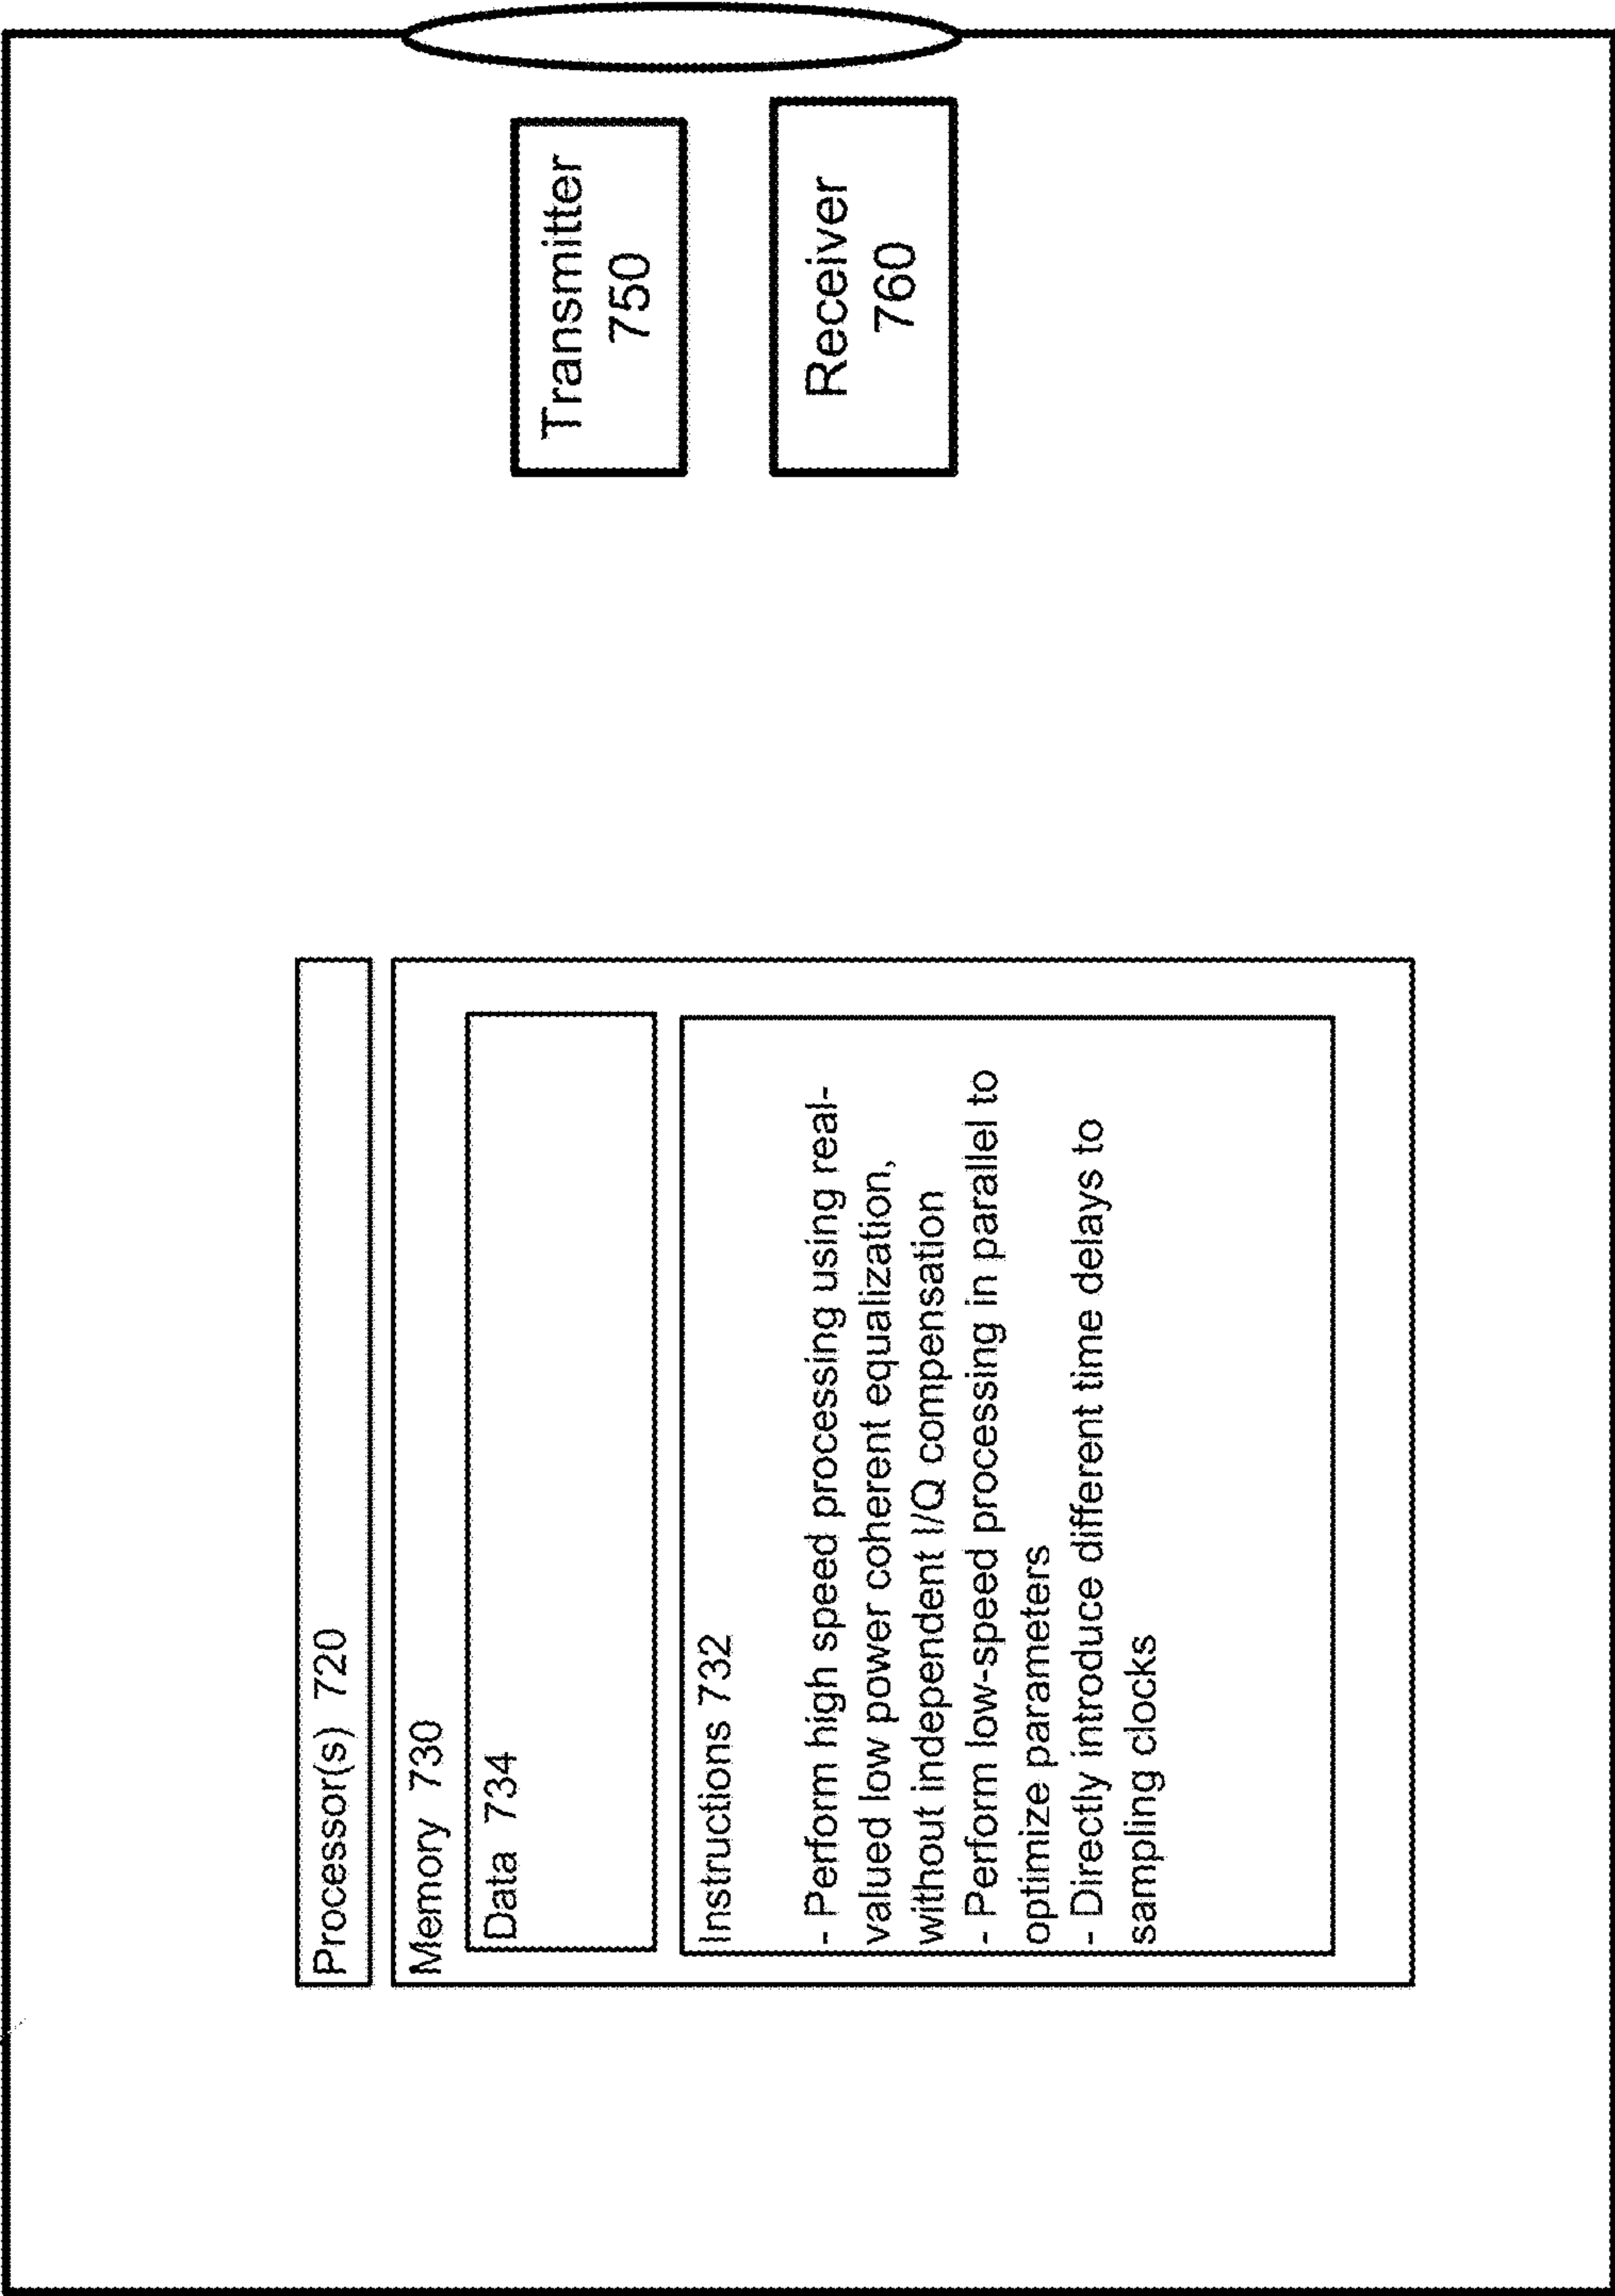 Processor(s) 720
Memory 730
Data 734
Instructions 732
- Perform high speed processing using real-
valued low power coherent equalization,
without independent I/Q compensation
- Perform low-speed processing in parallel to
optimize parameters
- Directly introduce different time delays to
sampling clocks
Transmitter
750
Receiver
760